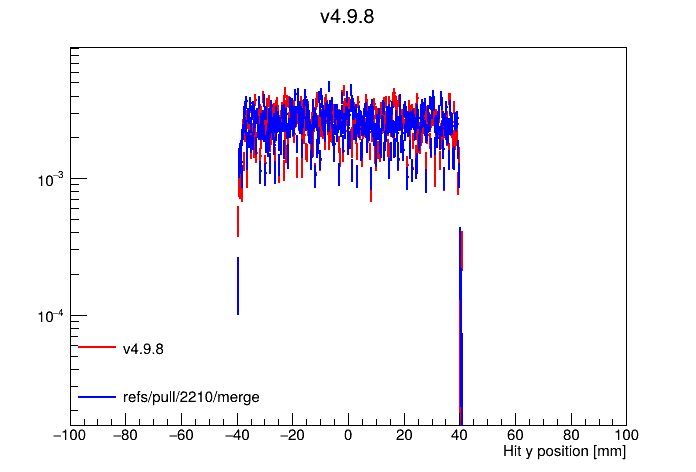 v4.9.8
10⁻³
10⁻⁴
v4.9.8
refs/pull/2210/merge
−100 −80 −60 −40 −20 0 20 40 60 80 100
Hit y position [mm]